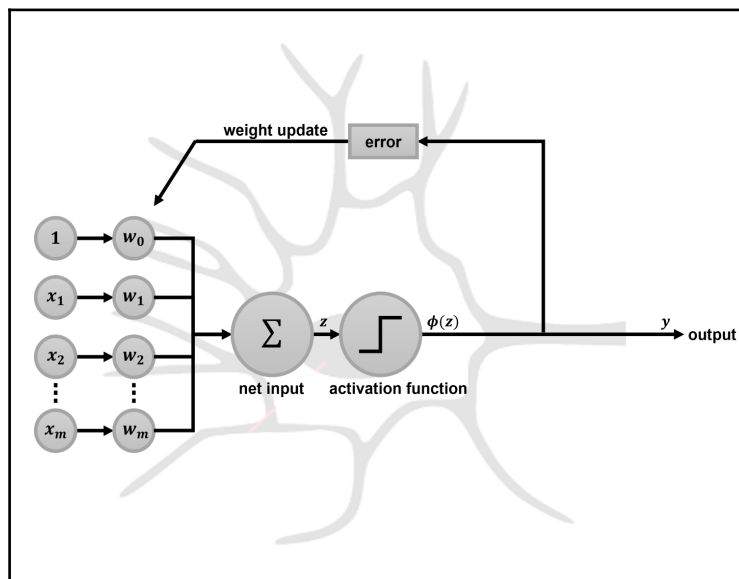 weight update
error
1
w₀
x₁
w₁
x₂
w₂
xₘ
wₘ
Σ
net input
z
activation function
ϕ(z)
y
output